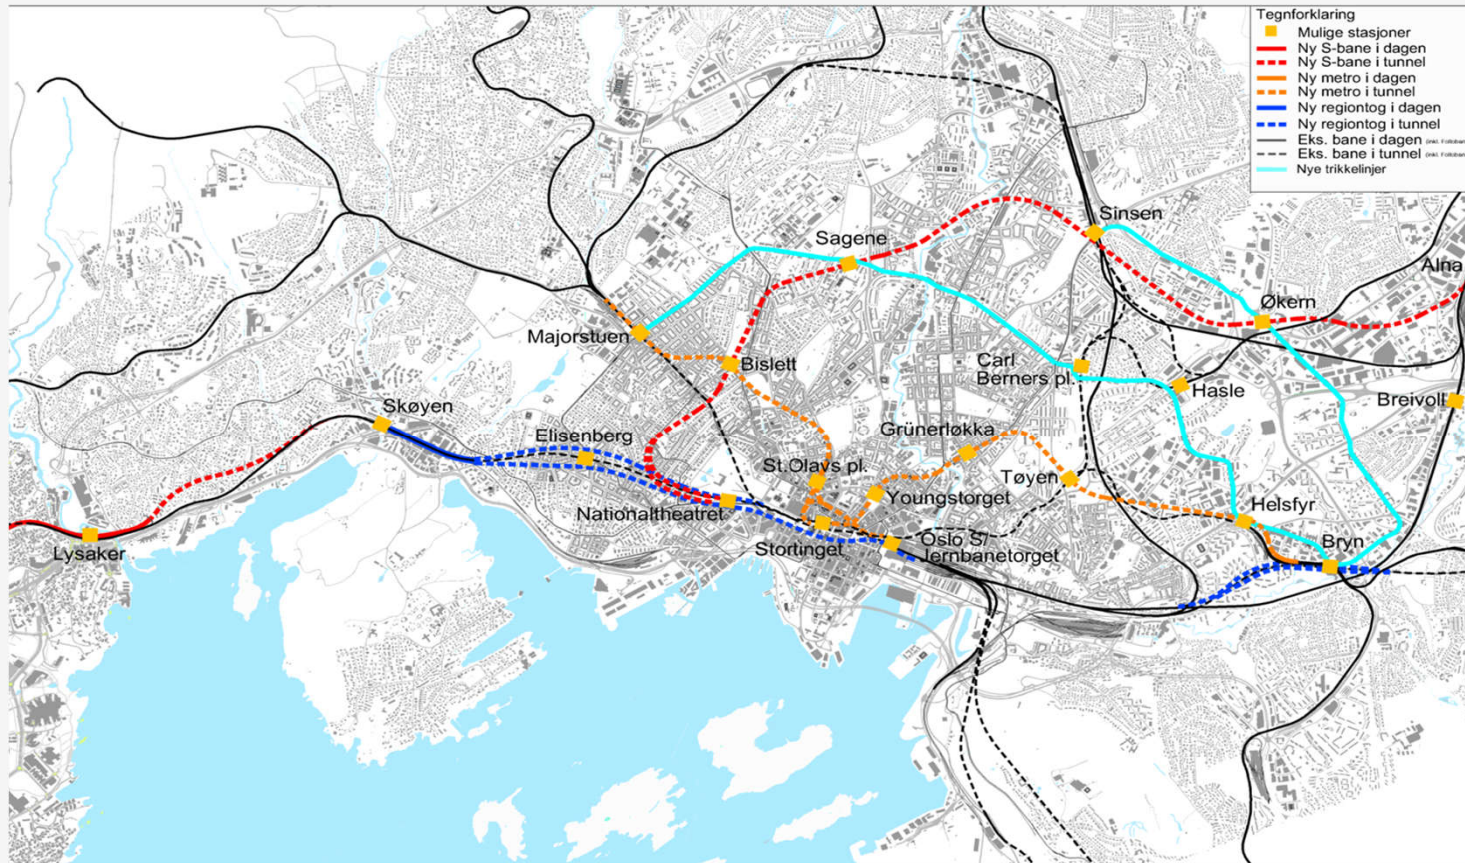 Tegnforklaring
Mulige stasjoner
Ny S-bane i dagen
Ny S-bane i tunnel
Ny metro i dagen
Ny metro i tunnel
Ny regiontog i dagen
Ny regiontog i tunnel
Eks. bane i dagen
Eks. bane i tunnel
Nye trikkelinjer
Sinsen
Sagene
Alna
Økern
Majorstuen
Bislett
Carl
Berners pl.
Hasle
Breivoll
Skøyen
Elisenberg
Grünerløkka
St.Olavs pl.
Tøyen
Youngstorget
Nationaltheatret
Helsfyr
Lysaker
Stortinget
Oslo S/
Jernbanetorget
Bryn